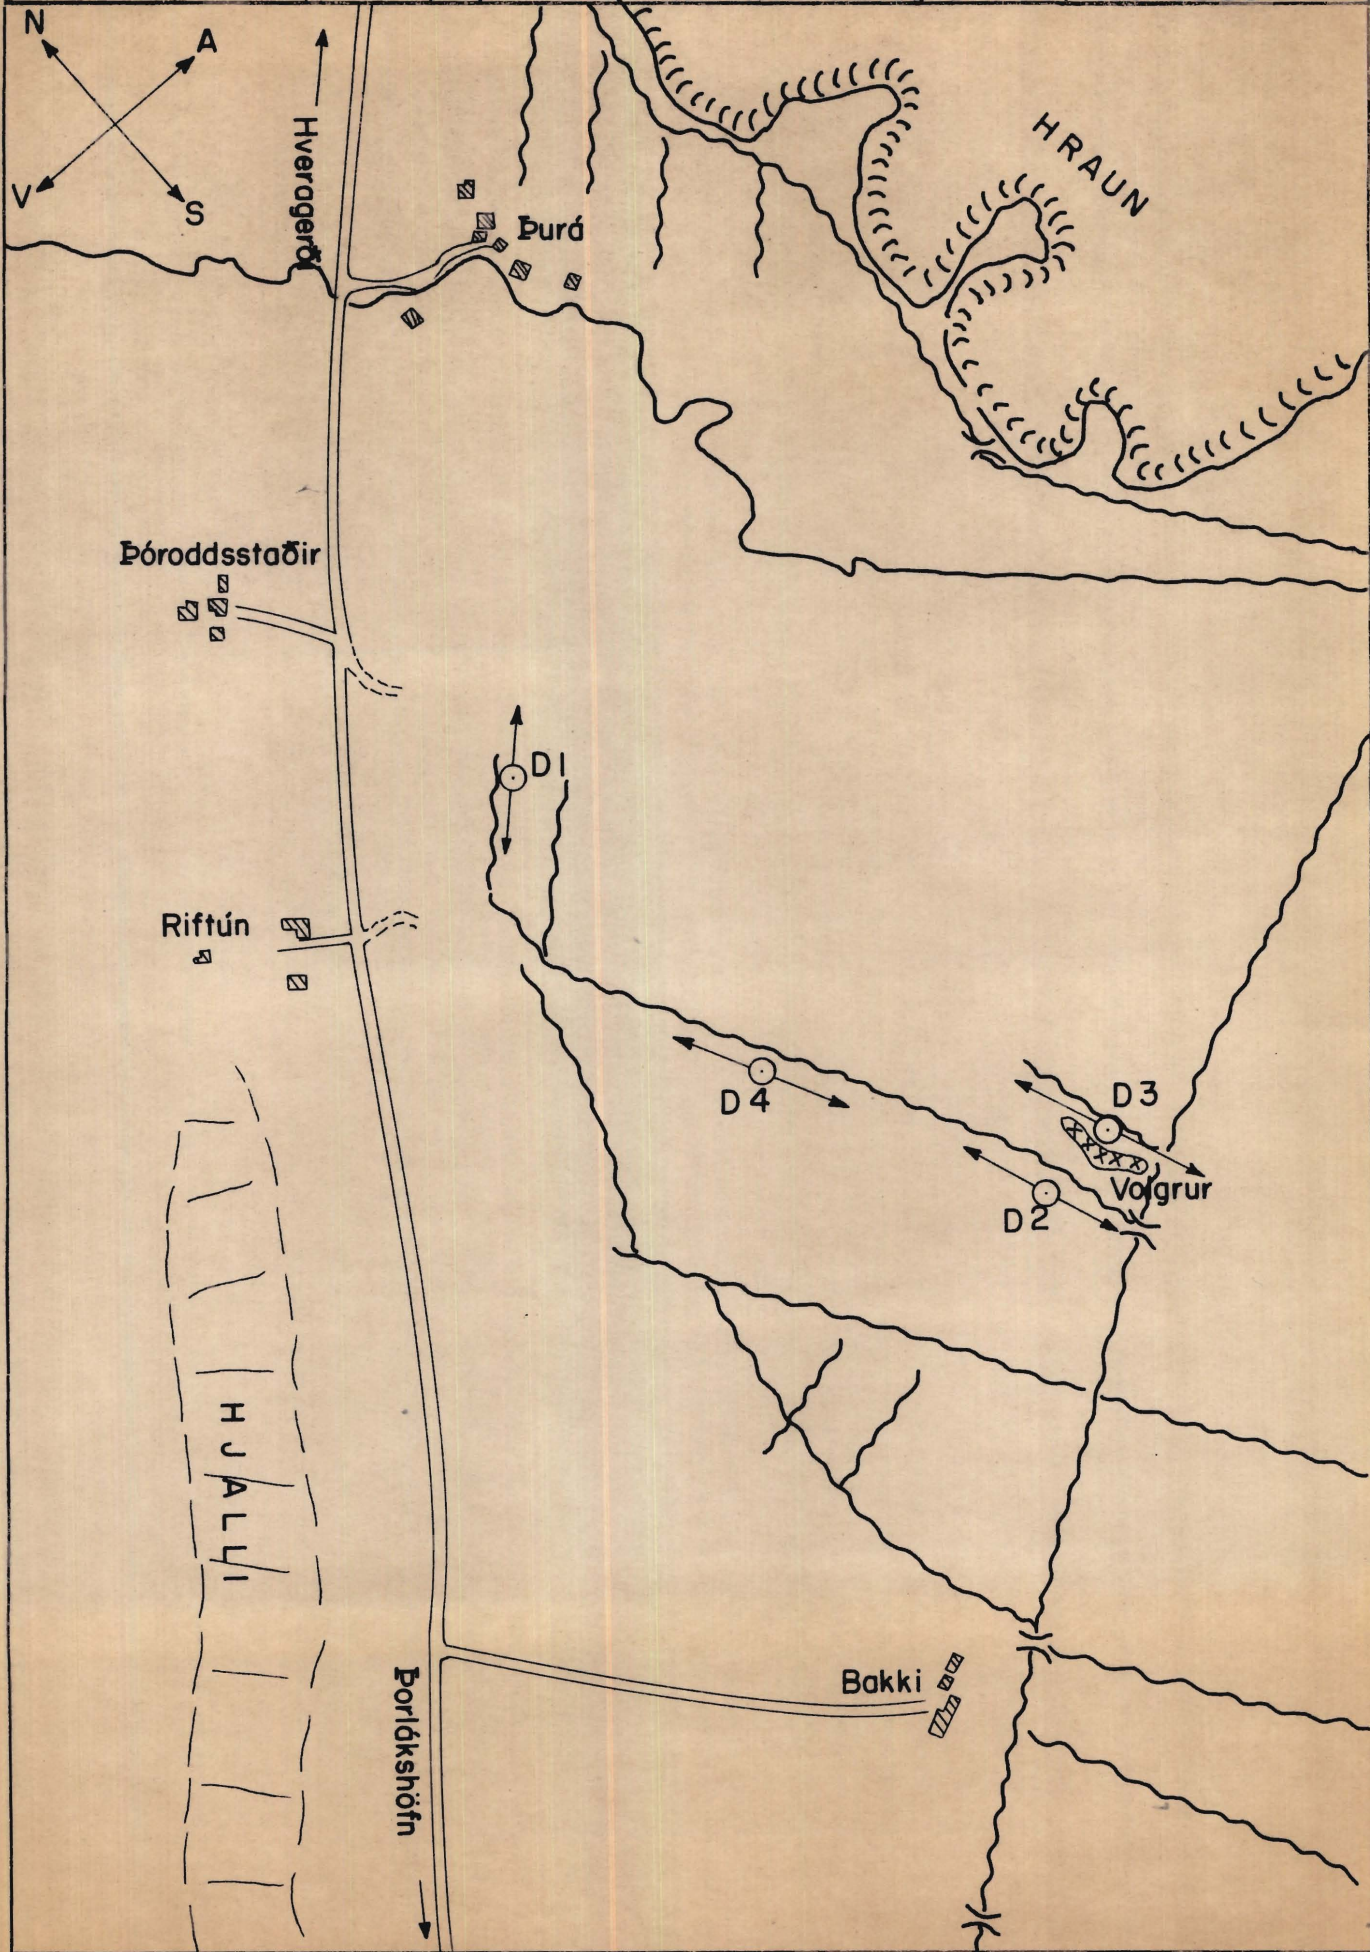 N
A
V
S
Hveragerði
HRAUN
Þurá
Þóroddsstaðir
D1
Riftún
D4
D3
Volgrur
D2
HJALLI
Bakki
Þorlákshöfn